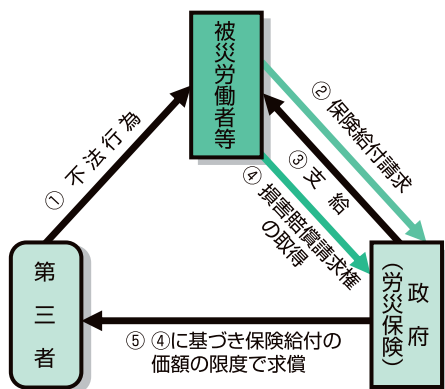 被災労働者等
① 不法行為
② 保険給付請求
③ 支給
④ 損害賠償請求権
の取得
第三者
政府
(労災保険)
⑤ ④に基づき保険給付の
価額の限度で求償